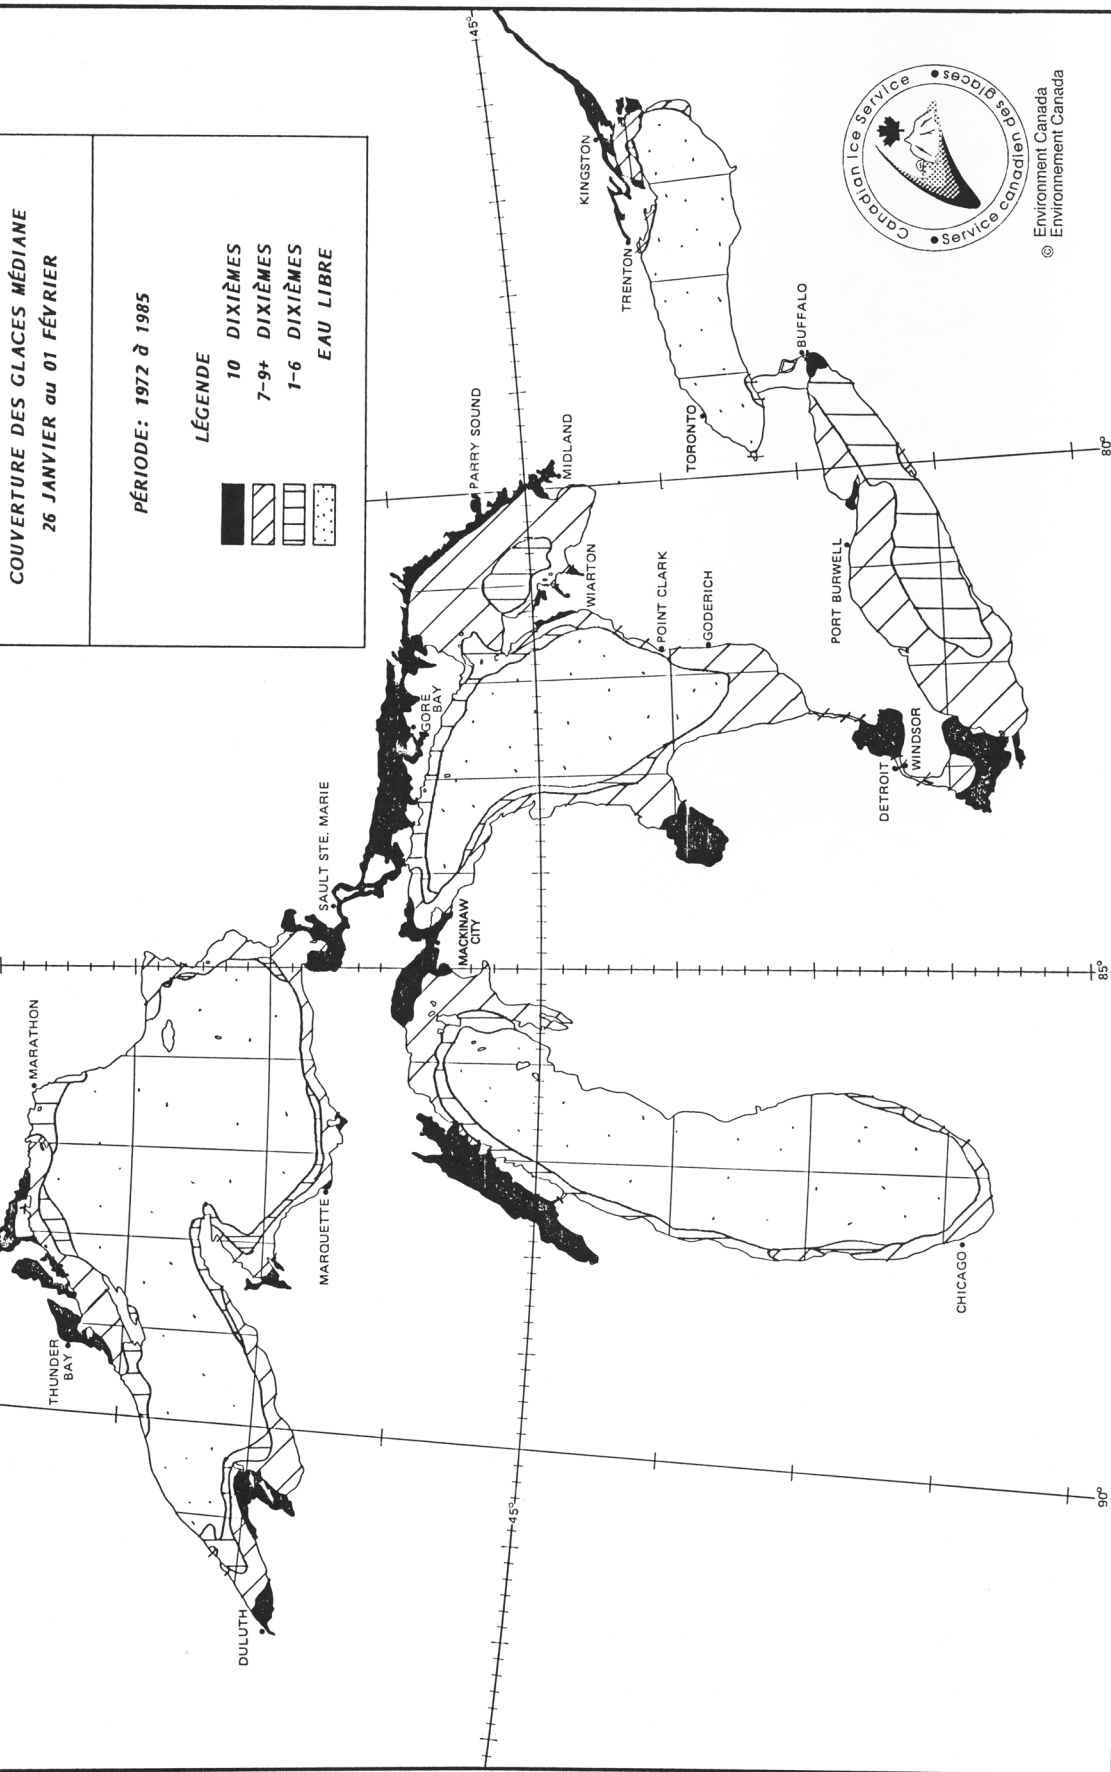 COUVERTURE DES GLACES MÉDIANE
26 JANVIER au 01 FÉVRIER
PÉRIODE: 1972 à 1985
LÉGENDE
10 DIXIÈMES
7-9+ DIXIÈMES
1-6 DIXIÈMES
EAU LIBRE
45°
KINGSTON
TRENTON
TORONTO
BUFFALO
PARRY SOUND
MIDLAND
80°
WIARTON
POINT CLARK
GODERICH
PORT BURWELL
GORE
BAY
DETROIT
WINDSOR
SAULT STE. MARIE
MACKINAW
CITY
85°
MARATHON
MARQUETTE
CHICAGO
THUNDER
BAY
DULUTH
45°
90°
Canadian Ice Service
Service canadien des glaces
© Environment Canada
Environnement Canada